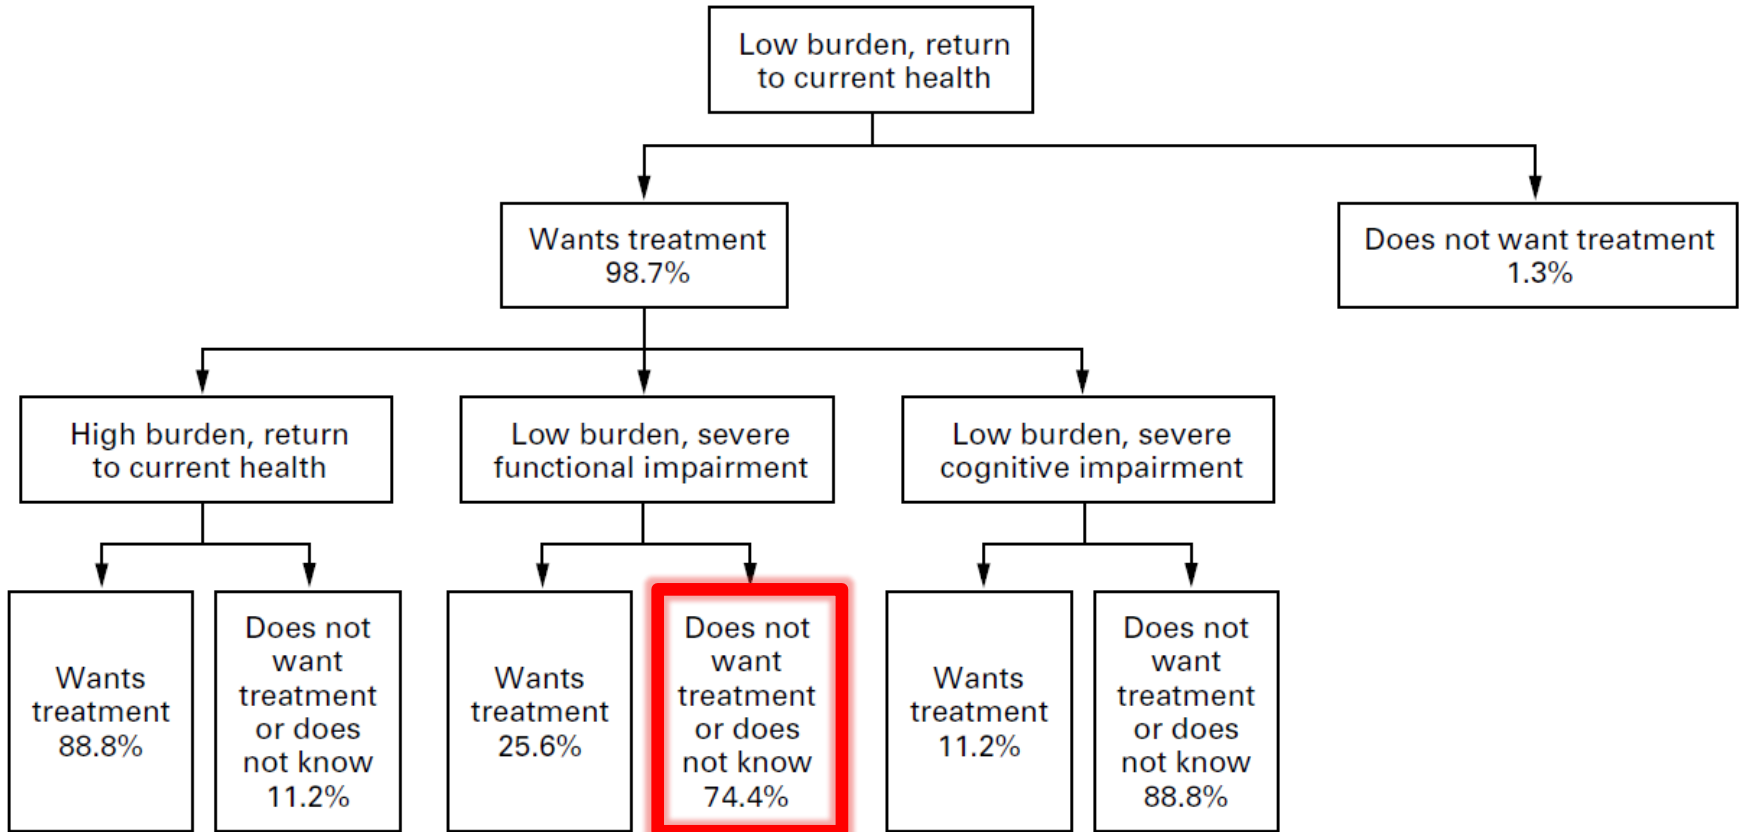 Low burden, return
to current health
Wants treatment
98.7%
Does not want treatment
1.3%
High burden, return
to current health
Low burden, severe
functional impairment
Low burden, severe
cognitive impairment
Wants
treatment
88.8%
Does not
want
treatment
or does
not know
11.2%
Wants
treatment
25.6%
Does not
want
treatment
or does
not know
74.4%
Wants
treatment
11.2%
Does not
want
treatment
or does
not know
88.8%